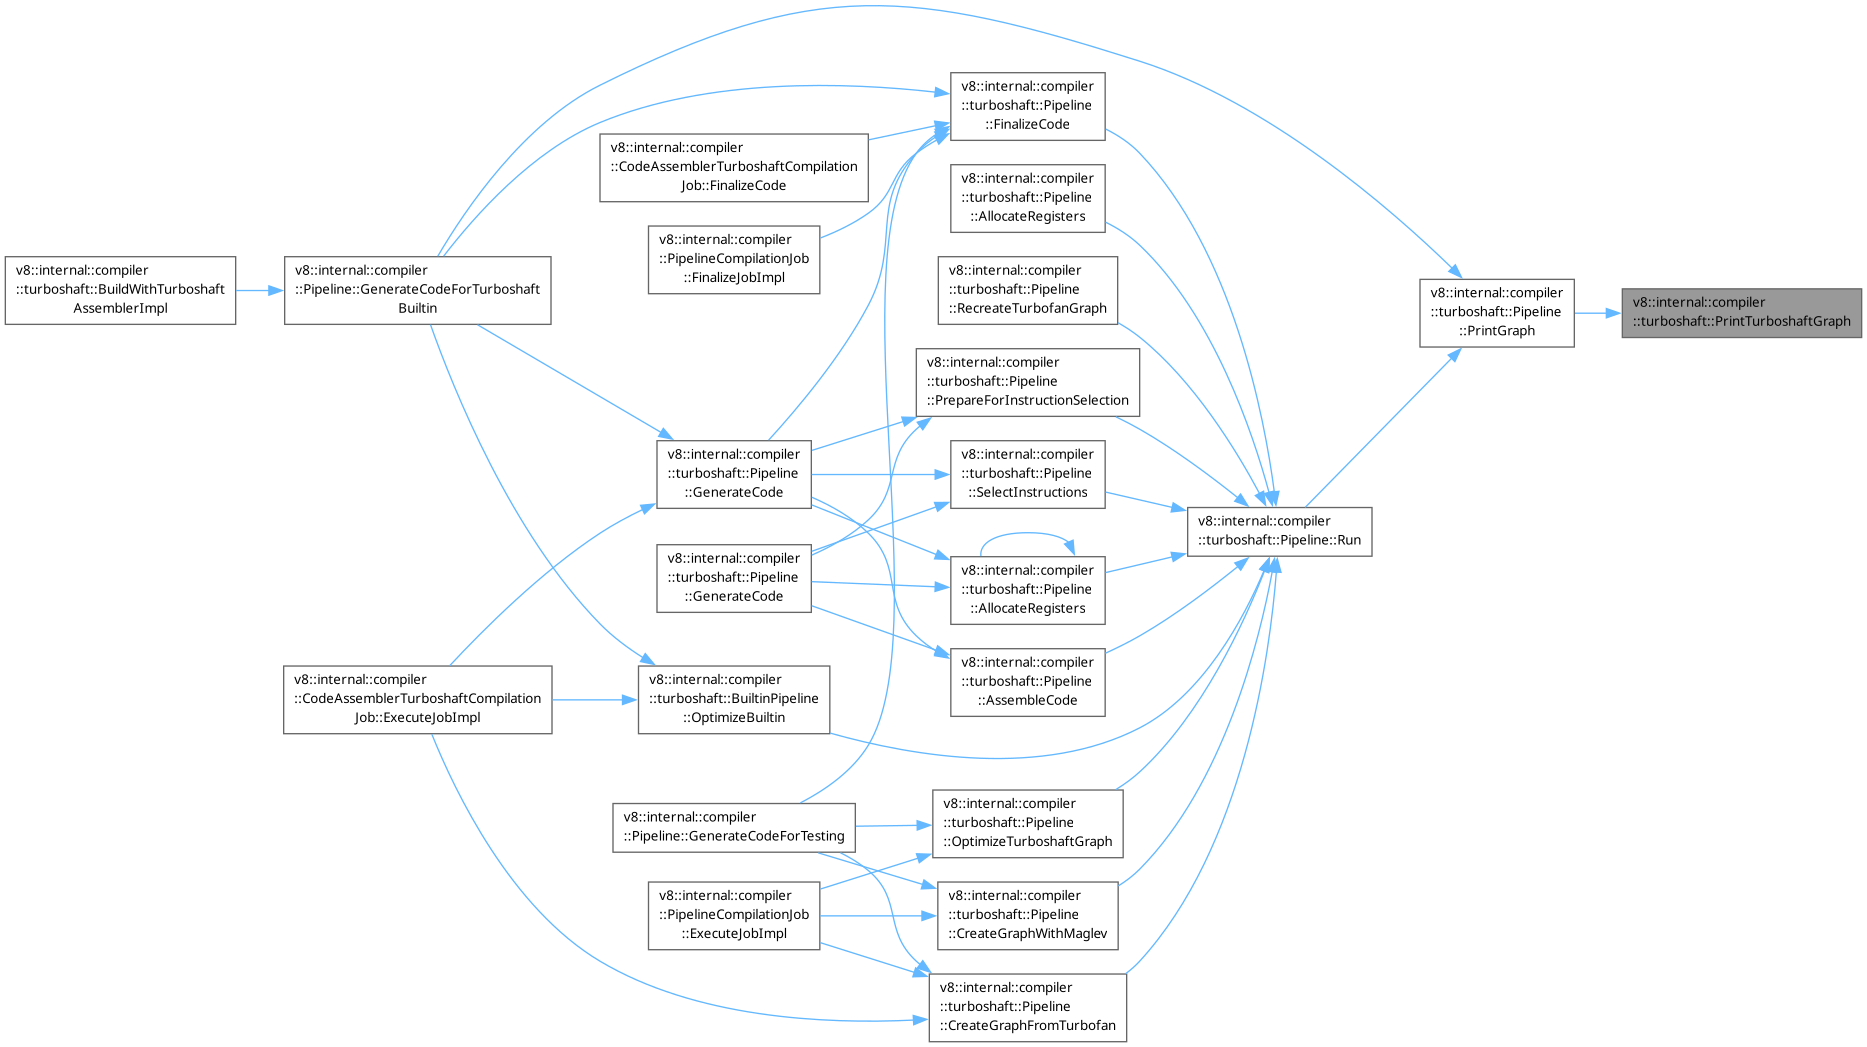 v8::internal::compiler
::turboshaft::BuildWithTurboshaft
AssemblerImpl
v8::internal::compiler
::Pipeline::GenerateCodeForTurboshaft
Builtin
v8::internal::compiler
::CodeAssemblerTurboshaftCompilation
Job::ExecuteJobImpl
v8::internal::compiler
::CodeAssemblerTurboshaftCompilation
Job::FinalizeCode
v8::internal::compiler
::PipelineCompilationJob
::FinalizeJobImpl
v8::internal::compiler
::turboshaft::Pipeline
::GenerateCode
v8::internal::compiler
::turboshaft::Pipeline
::GenerateCode
v8::internal::compiler
::turboshaft::BuiltinPipeline
::OptimizeBuiltin
v8::internal::compiler
::Pipeline::GenerateCodeForTesting
v8::internal::compiler
::PipelineCompilationJob
::ExecuteJobImpl
v8::internal::compiler
::turboshaft::Pipeline
::FinalizeCode
v8::internal::compiler
::turboshaft::Pipeline
::AllocateRegisters
v8::internal::compiler
::turboshaft::Pipeline
::RecreateTurbofanGraph
v8::internal::compiler
::turboshaft::Pipeline
::PrepareForInstructionSelection
v8::internal::compiler
::turboshaft::Pipeline
::SelectInstructions
v8::internal::compiler
::turboshaft::Pipeline
::AllocateRegisters
v8::internal::compiler
::turboshaft::Pipeline
::AssembleCode
v8::internal::compiler
::turboshaft::Pipeline
::OptimizeTurboshaftGraph
v8::internal::compiler
::turboshaft::Pipeline
::CreateGraphWithMaglev
v8::internal::compiler
::turboshaft::Pipeline
::CreateGraphFromTurbofan
v8::internal::compiler
::turboshaft::Pipeline::Run
v8::internal::compiler
::turboshaft::Pipeline
::PrintGraph
v8::internal::compiler
::turboshaft::PrintTurboshaftGraph